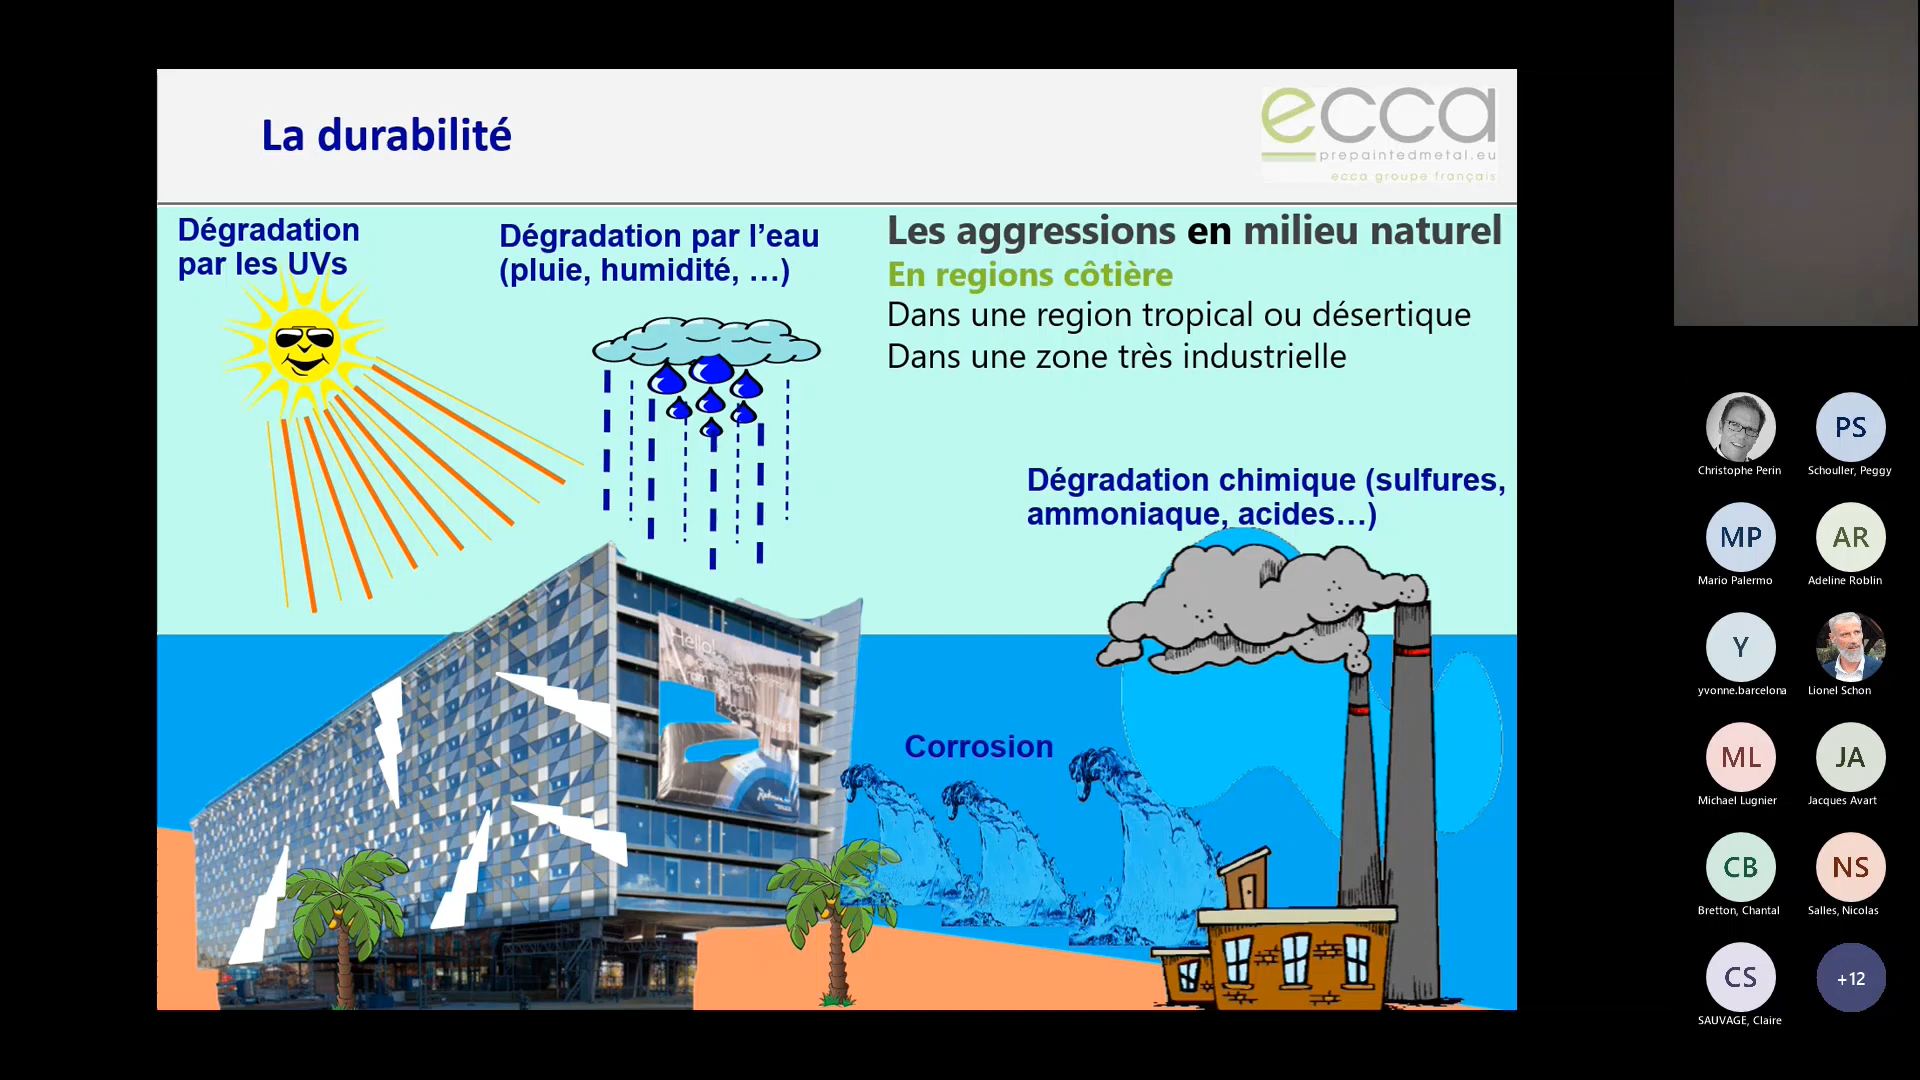 La durabilité
ecca
prepaintedmetal.eu
ecca groupe français
Dégradation
par les UVs
Dégradation par l’eau
(pluie, humidité, …)
Les aggressions en milieu naturel
En regions côtière
Dans une region tropical ou désertique
Dans une zone très industrielle
Dégradation chimique (sulfures,
ammoniaque, acides…)
Corrosion
Hello!
Christophe Perin
PS
Schouller, Peggy
MP
Mario Palermo
AR
Adeline Roblin
Y
yvonne.barcelona
Lionel Schon
ML
Michael Lugnier
JA
Jacques Avart
CB
Bretton, Chantal
NS
Salles, Nicolas
CS
SAUVAGE, Claire
+12